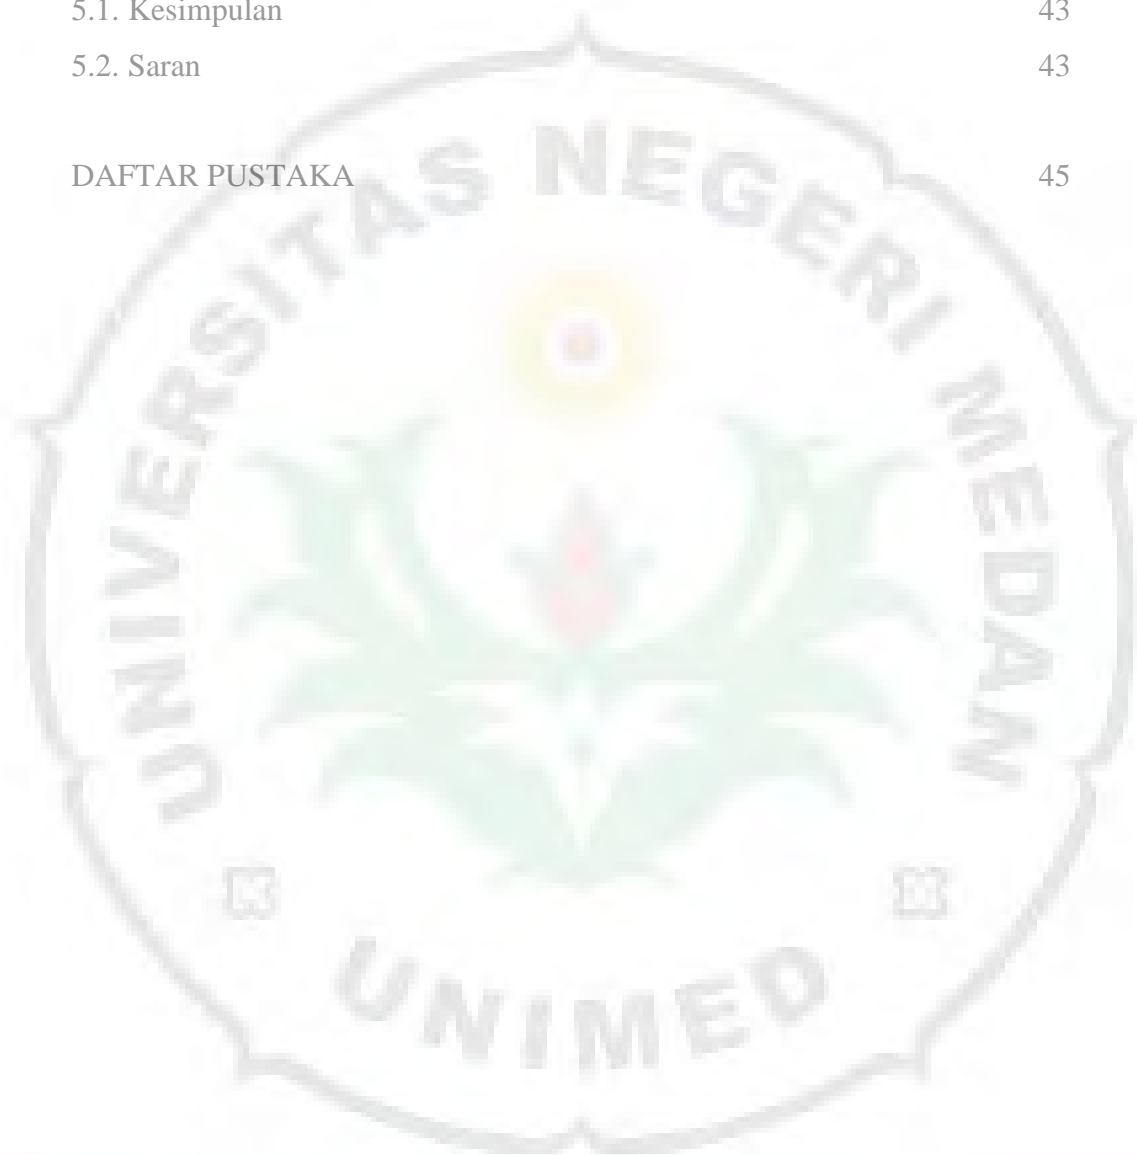 5.1. Kesimpulan 43
5.2. Saran 43
DAFTAR PUSTAKA 45
UNIVERSITAS NEGERI MEDAN
UNIMED